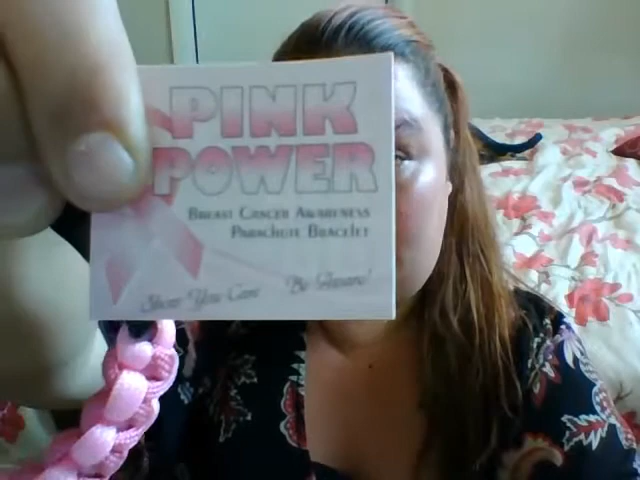 PINK
POWER
BREAST CANCER AWARENESS
PARACHUTE BRACELET
Show You Care Be Aware!